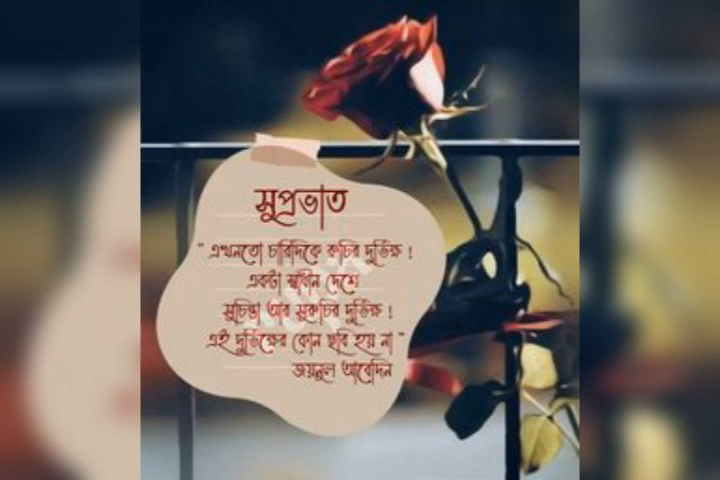 সুপ্রভাত
" এখনতো চারিদিকে রুচির দুর্ভিক্ষ !
একটা স্বাধীন দেশে
সুচিন্তা আর সুরুচির দুর্ভিক্ষ !
এই দুর্ভিক্ষের কোন ছবি হয় না "
জয়নুল আবেদিন